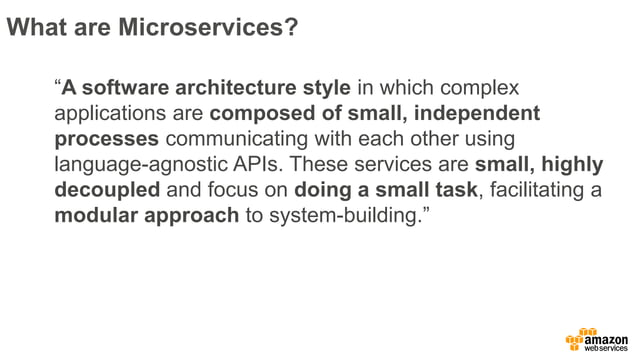 What are Microservices?
“A software architecture style in which complex
applications are composed of small, independent
processes communicating with each other using
language-agnostic APIs. These services are small, highly
decoupled and focus on doing a small task, facilitating a
modular approach to system-building.”
amazon
webservices